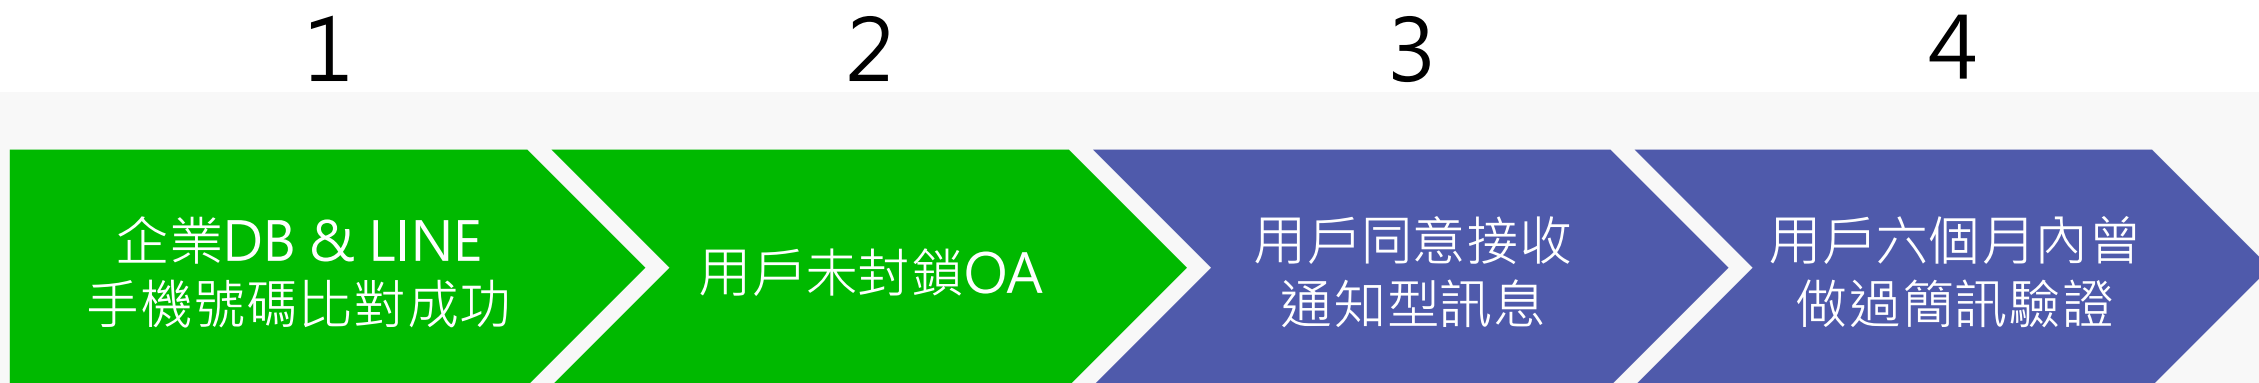 1
2
3
4
企業DB & LINE
手機號碼比對成功
用戶未封鎖OA
用戶同意接收
通知型訊息
用戶六個月內曾
做過簡訊驗證